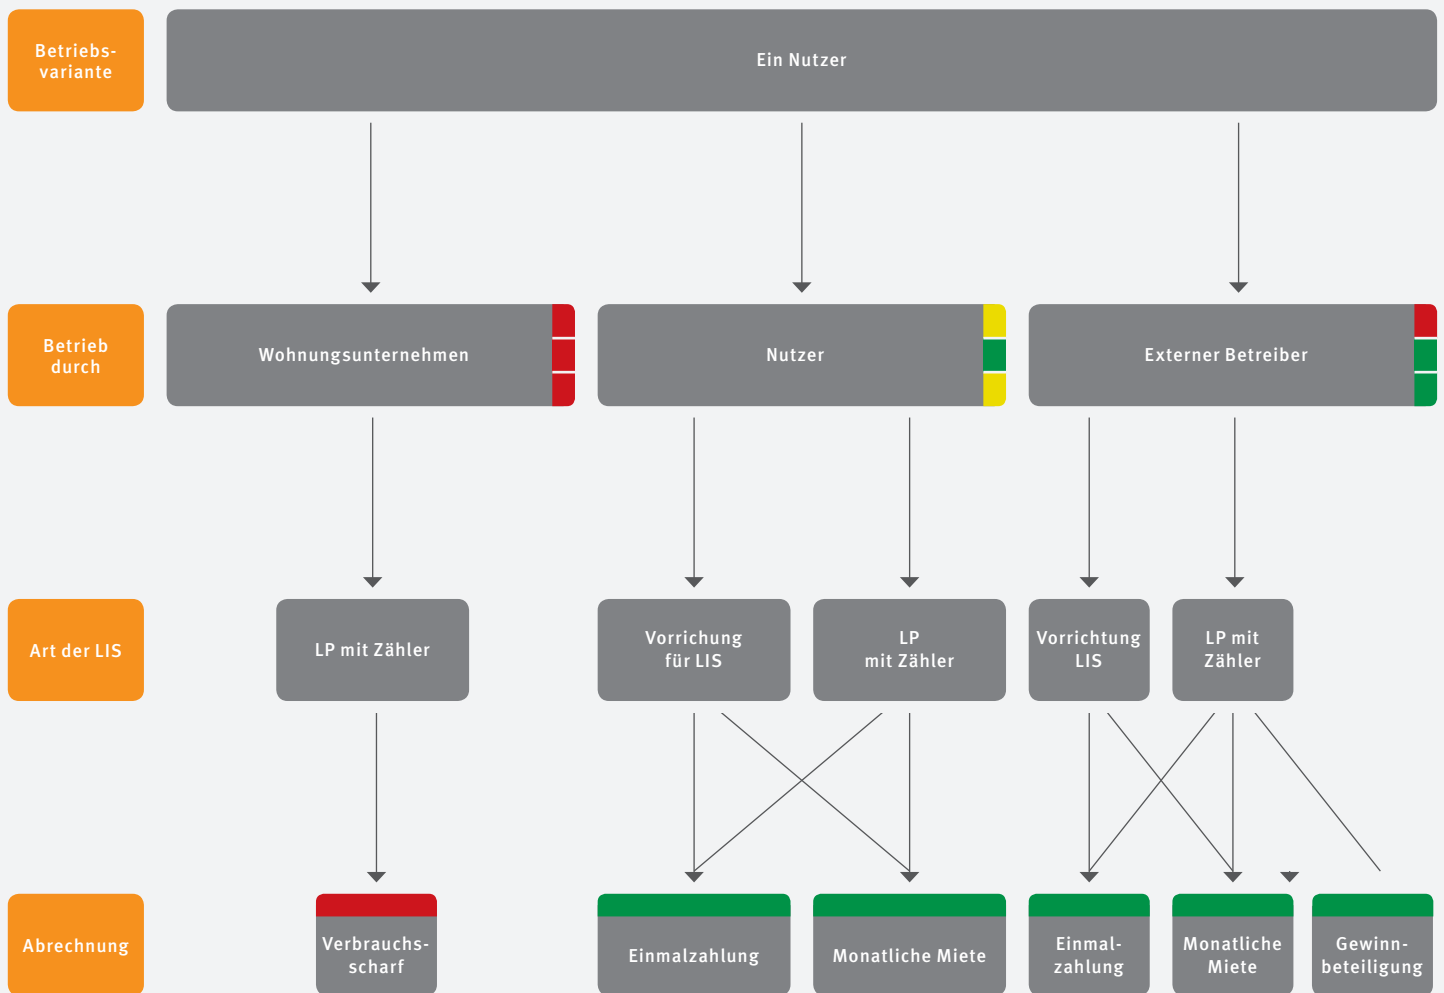 Betriebs-
variante
Ein Nutzer
Betrieb
durch
Wohnungsunternehmen
Nutzer
Externer Betreiber
Art der LIS
LP mit Zähler
Vorrichung
für LIS
LP
mit Zähler
Vorrichtung
LIS
LP mit
Zähler
Abrechnung
Verbrauchs-
scharf
Einmalzahlung
Monatliche Miete
Einmal-
zahlung
Monatliche
Miete
Gewinn-
beteiligung